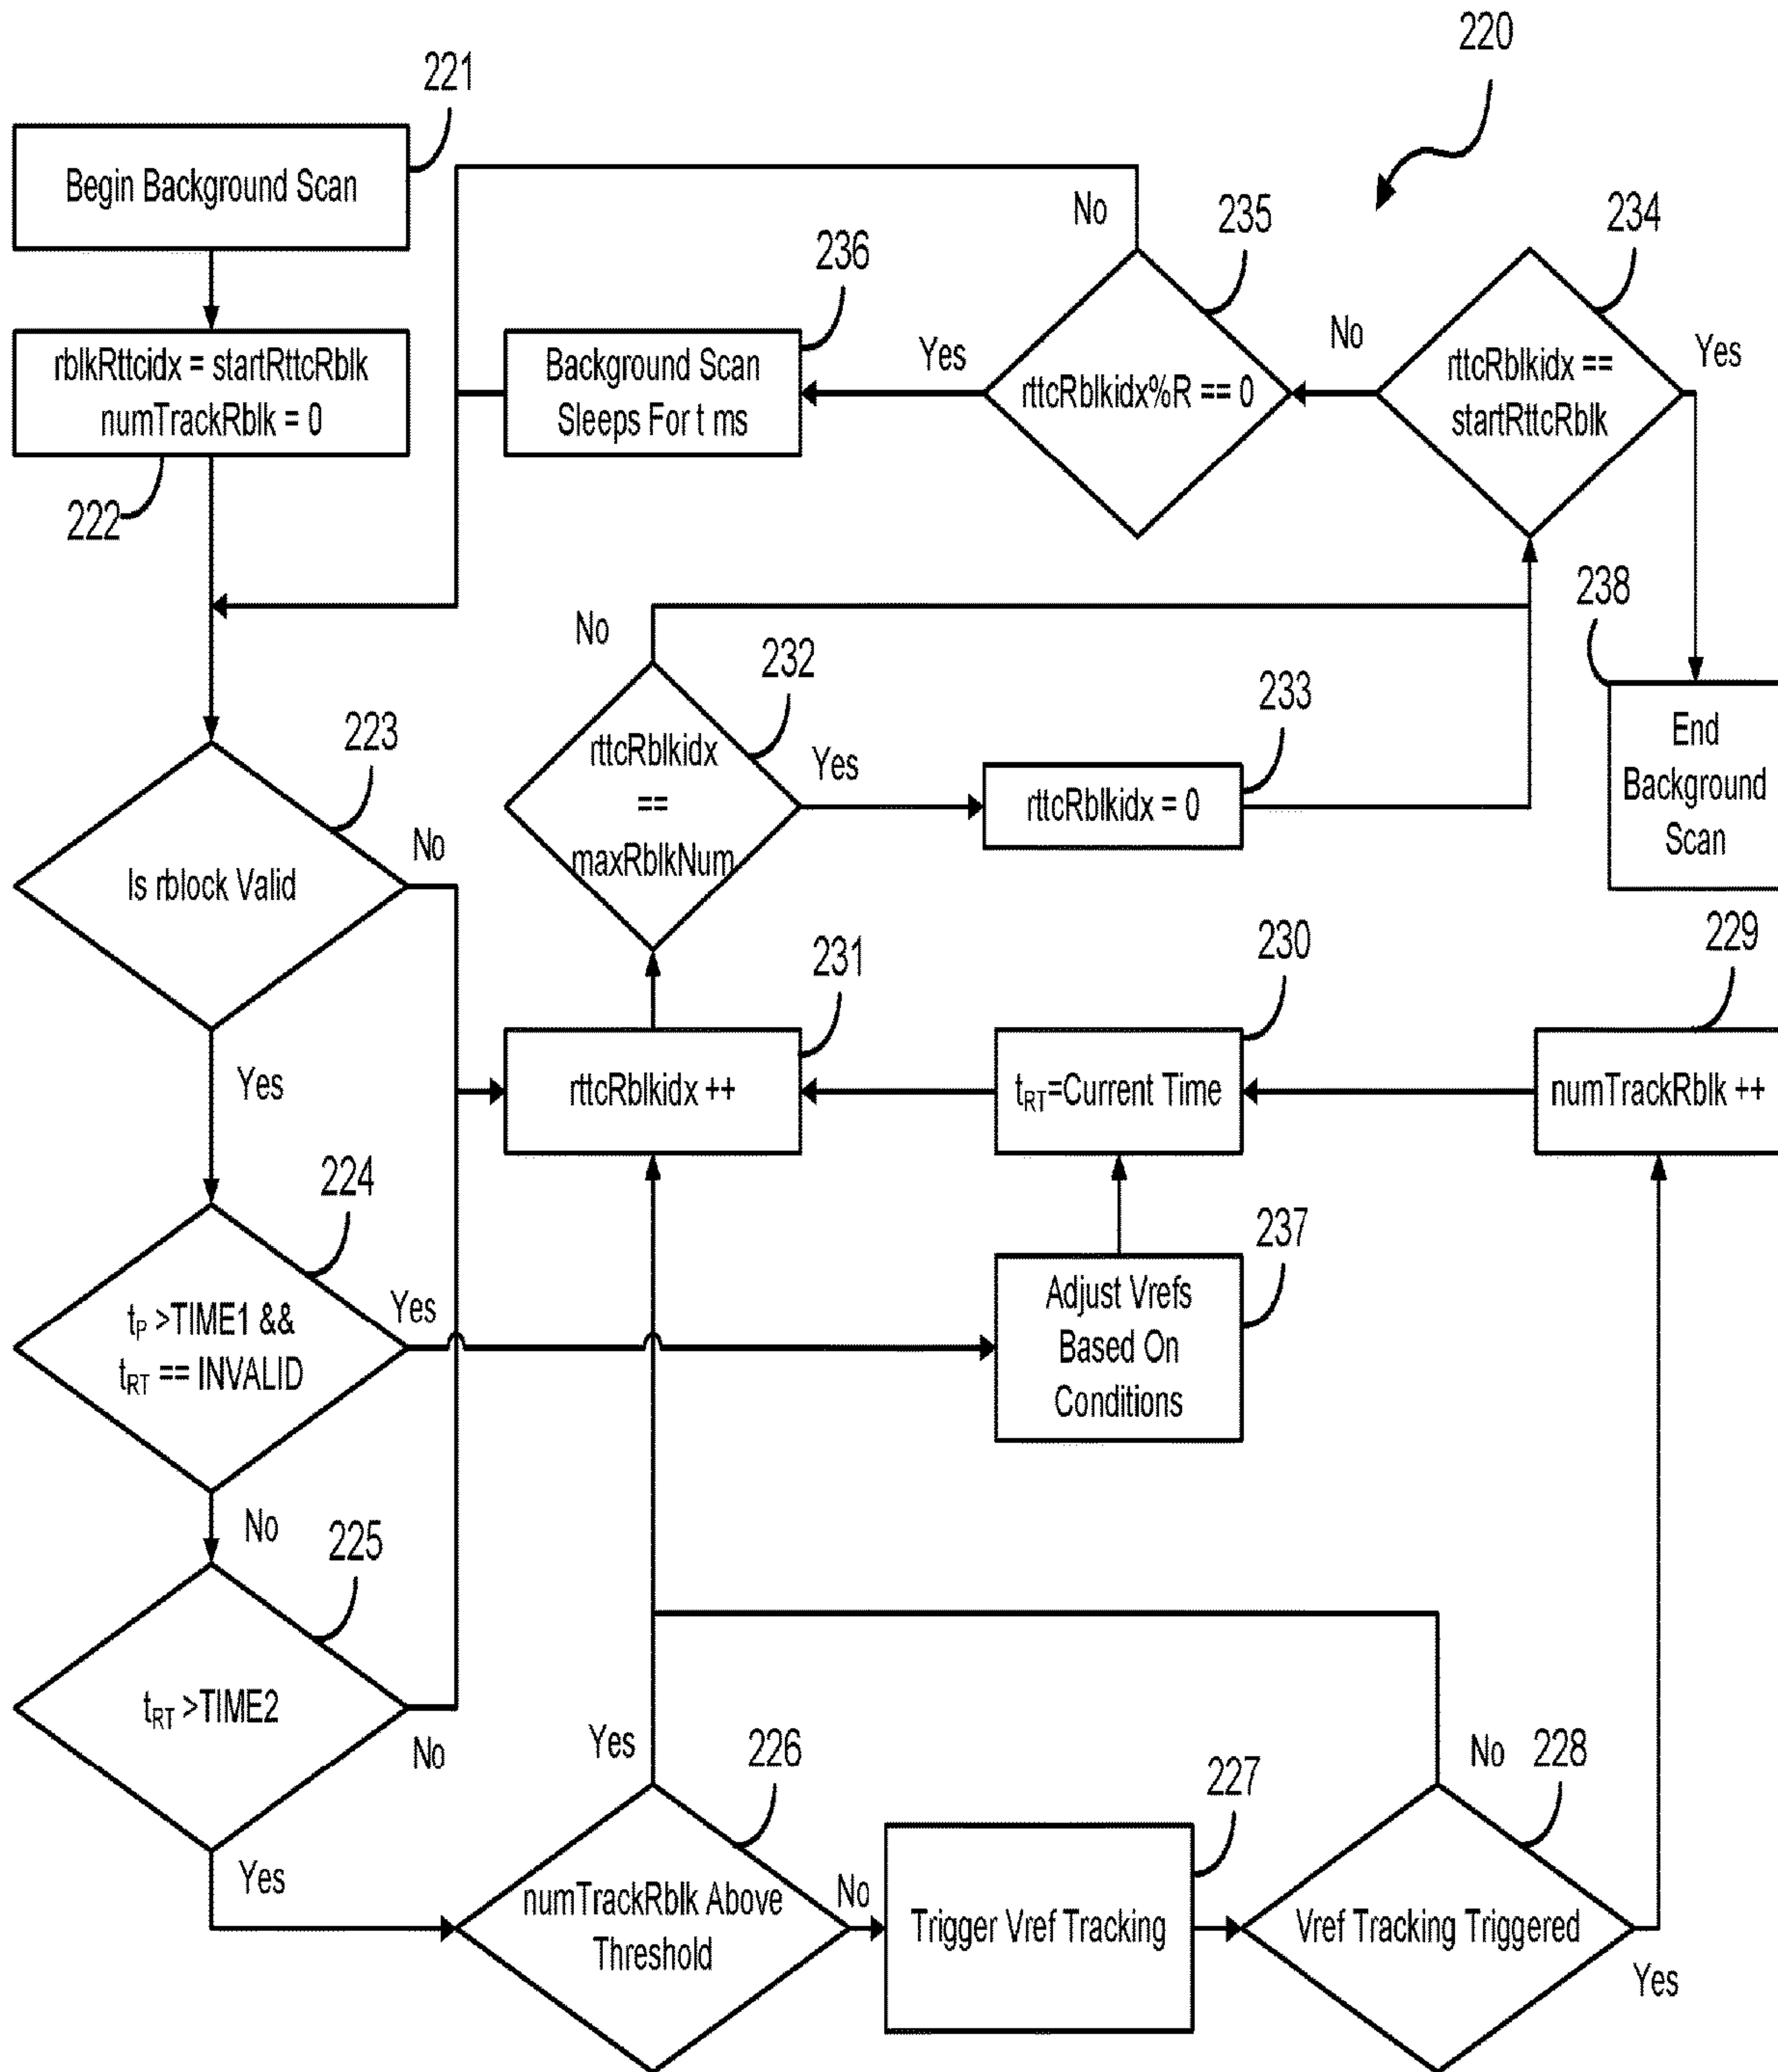 220
221
Begin Background Scan
No
235
234
236
rblkRttcidx = startRttcRblk
numTrackRblk = 0
222
Background Scan
Sleeps For t ms
Yes
rttcRblkidx%R == 0
No
rttcRblkidx ==
startRttcRblk
Yes
238
End
Background
Scan
No
232
rttcRblkidx
==
maxRblkNum
Yes
233
rttcRblkidx = 0
223
Is rblock Valid
No
Yes
231
rttcRblkidx ++
230
tRT=Current Time
229
numTrackRblk ++
224
tP >TIME1 &&
tRT == INVALID
Yes
237
Adjust Vrefs
Based On
Conditions
No
225
tRT >TIME2
No
Yes
Yes
226
numTrackRblk Above
Threshold
No
227
Trigger Vref Tracking
No
228
Vref Tracking Triggered
Yes